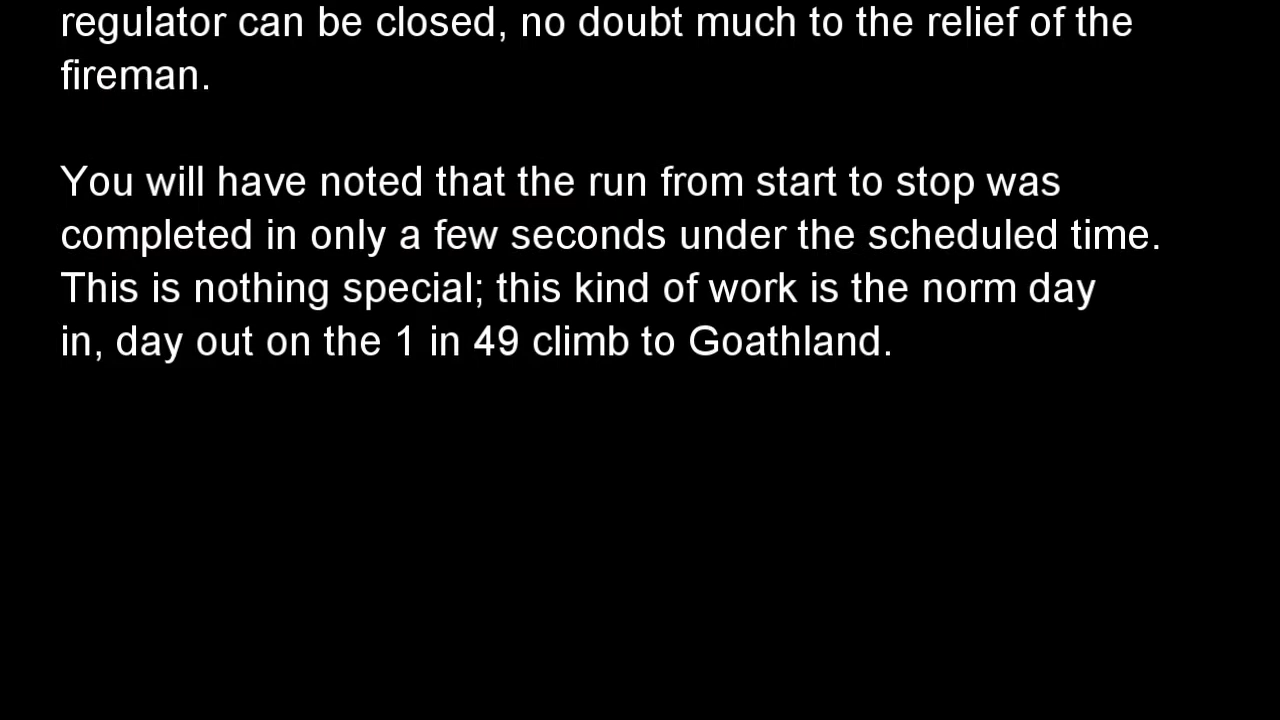 regulator can be closed, no doubt much to the relief of the
fireman.
You will have noted that the run from start to stop was
completed in only a few seconds under the scheduled time.
This is nothing special; this kind of work is the norm day
in, day out on the 1 in 49 climb to Goathland.